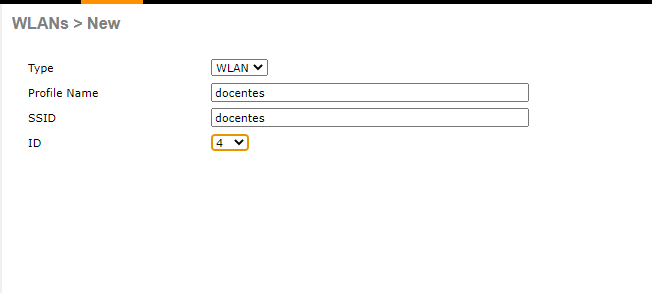 WLANs > New
Type WLAN
Profile Name docentes
SSID docentes
ID 4